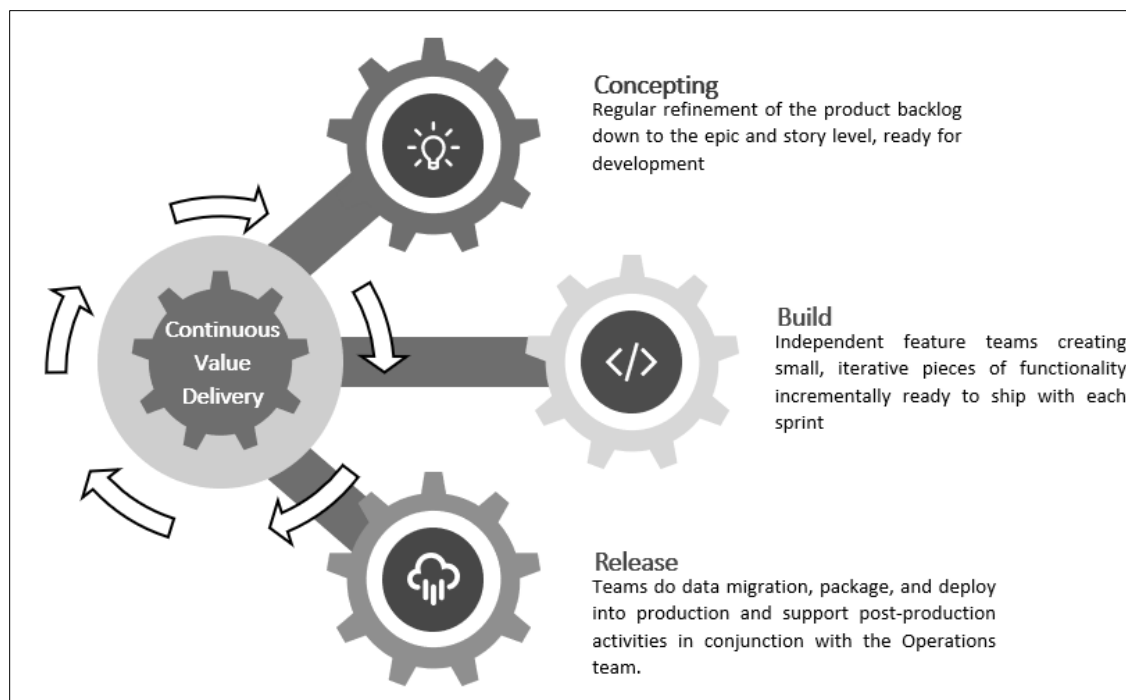 Concepting
Regular refinement of the product backlog
down to the epic and story level, ready for
development
Continuous
Value
Delivery
Build
Independent feature teams creating
small, iterative pieces of functionality
incrementally ready to ship with each
sprint
Release
Teams do data migration, package, and deploy
into production and support post-production
activities in conjunction with the Operations
team.